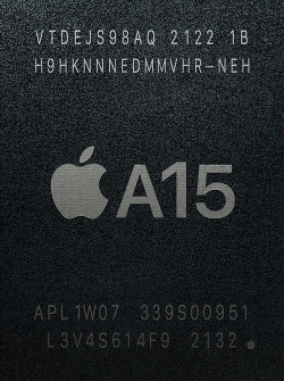 VTDEJS98AQ 2122 1B
H9HKNNNEDMMVHR-NEH
A15
APL1W07 339S00951
L3V4S614F9 2132